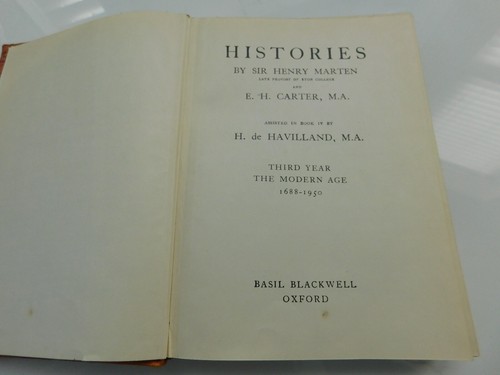 HISTORIES
BY SIR HENRY MARTEN
LATE PROVOST OF ETON COLLEGE
AND
E. H. CARTER, M.A.
ASSISTED IN BOOK IV BY
H. de HAVILLAND, M.A.
THIRD YEAR
THE MODERN AGE
1688-1950
BASIL BLACKWELL
OXFORD